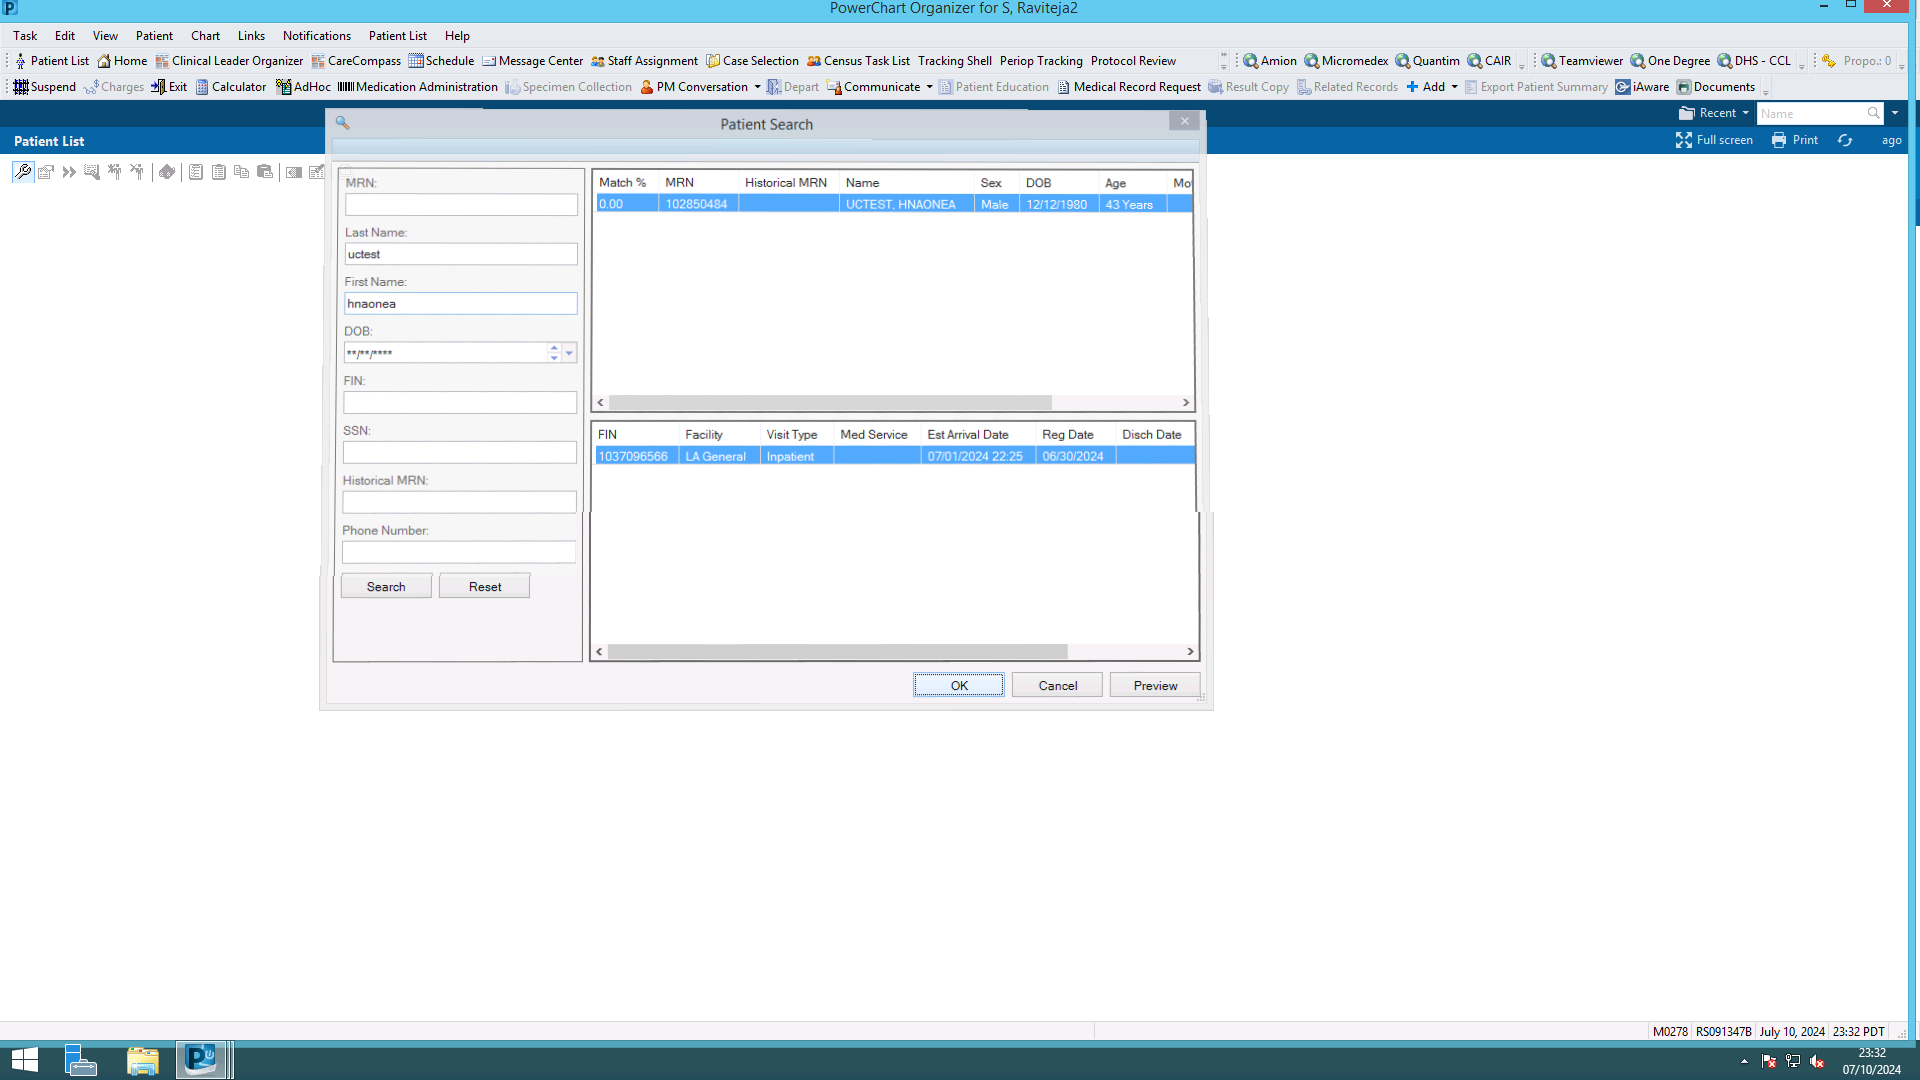 PowerChart Organizer for S, Raviteja2
Task Edit View Patient Chart Links Notifications Patient List Help
Patient List Home Clinical Leader Organizer CareCompass Schedule Message Center Staff Assignment Case Selection Census Task List Tracking Shell Periop Tracking Protocol Review Amion Micromedex Quantim CAIR Teamviewer One Degree DHS - CCL Propo.: 0
Suspend Charges Exit Calculator AdHoc Medication Administration Specimen Collection PM Conversation Depart Communicate Patient Education Medical Record Request Result Copy Related Records Add Export Patient Summary iAware Documents
Recent Name
Patient List Full screen Print ago
Patient Search
MRN:
Last Name:
uctest
First Name:
hnaonea
DOB:
**/**/****
FIN:
SSN:
Historical MRN:
Phone Number:
Search Reset
Match % MRN Historical MRN Name Sex DOB Age Mo
0.00 102850484 UCTEST, HNAONEA Male 12/12/1980 43 Years
FIN Facility Visit Type Med Service Est Arrival Date Reg Date Disch Date
1037096566 LA General Inpatient 07/01/2024 22:25 06/30/2024
OK Cancel Preview
M0278 RS091347B July 10, 2024 23:32 PDT
23:32
07/10/2024